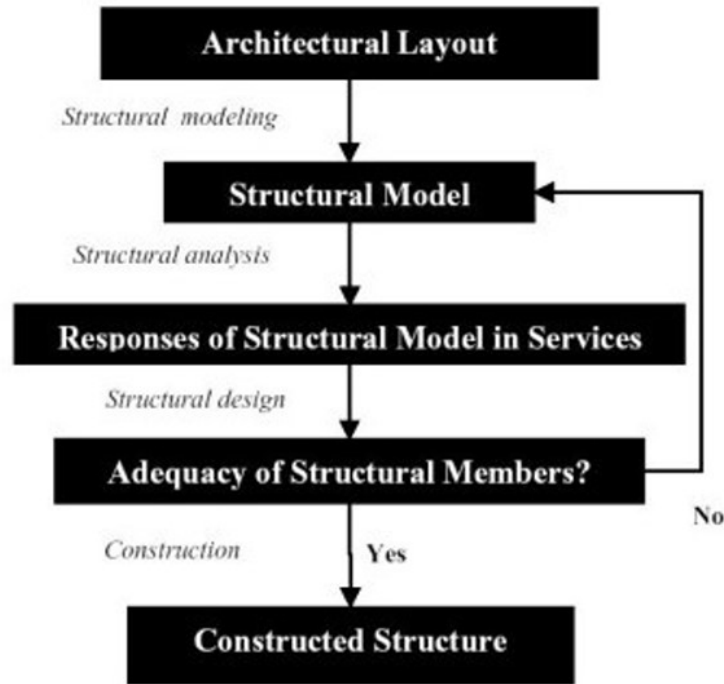 Architectural Layout
Structural modeling
Structural Model
Structural analysis
Responses of Structural Model in Services
Structural design
Adequacy of Structural Members?
No
Construction
Yes
Constructed Structure